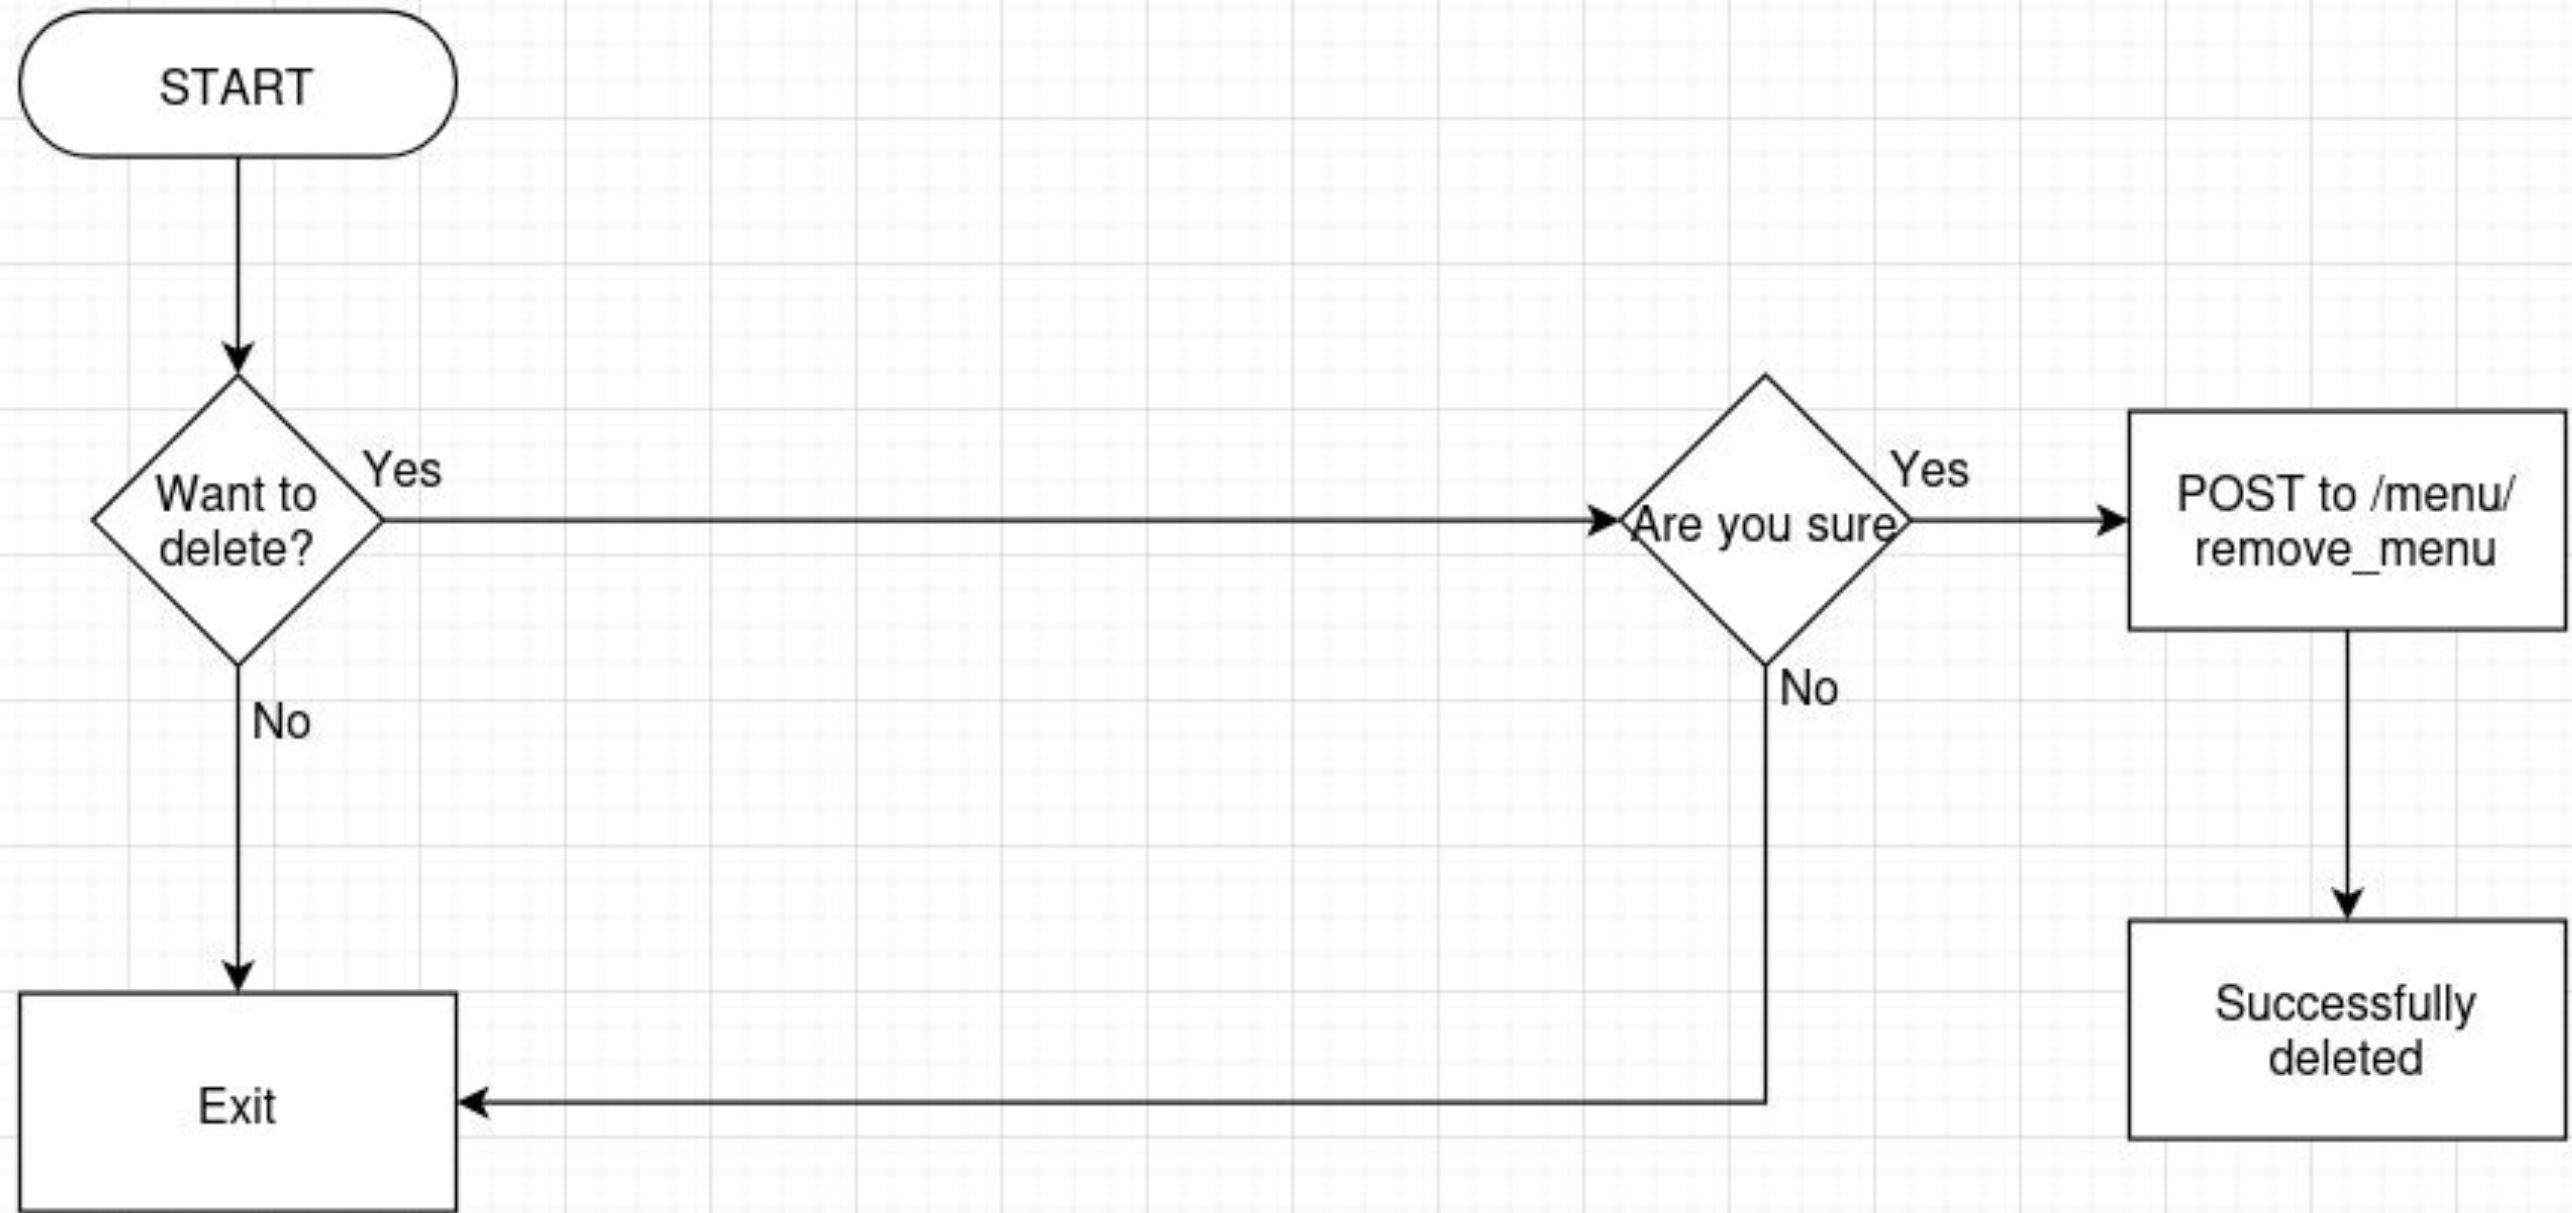 START
Want to
delete?
Yes
No
Are you sure
Yes
No
POST to /menu/
remove_menu
Successfully
deleted
Exit